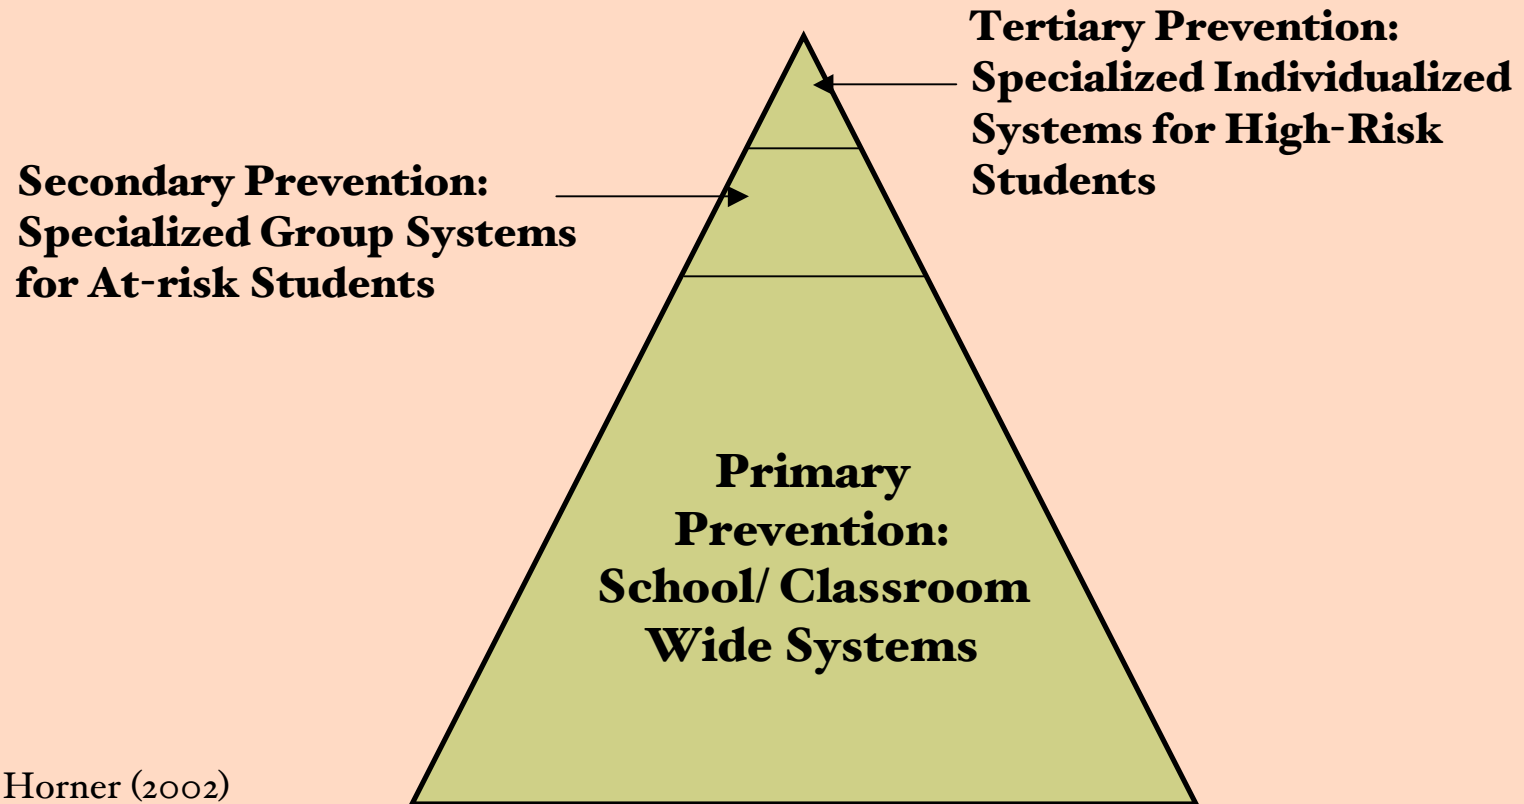 Tertiary Prevention:
Specialized Individualized
Systems for High-Risk
Students
Secondary Prevention:
Specialized Group Systems
for At-risk Students
Primary
Prevention:
School/ Classroom
Wide Systems
Horner (2002)